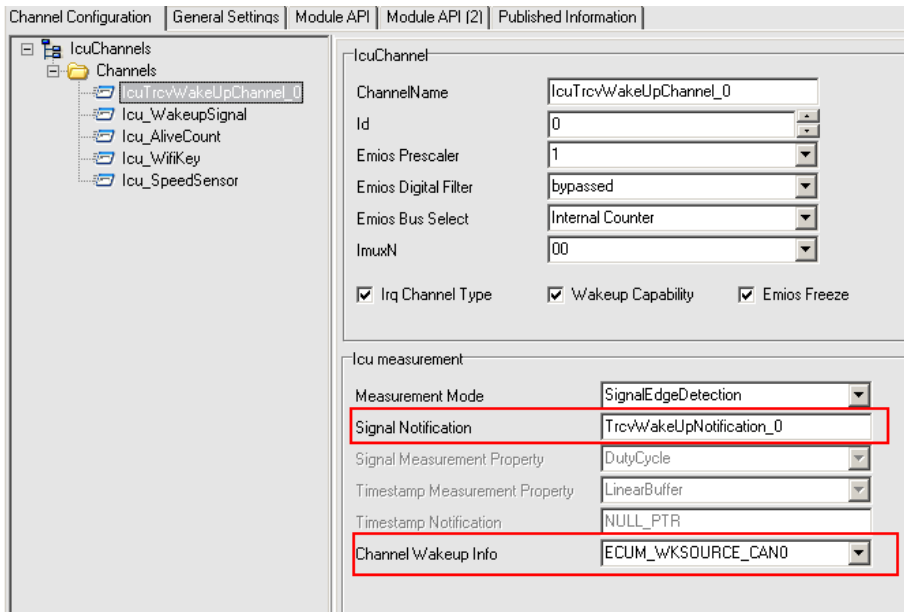 Channel Configuration General Settings Module API Module API (2) Published Information
IcuChannels
Channels
IcuTrcvWakeUpChannel_0
Icu_WakeupSignal
Icu_AliveCount
Icu_WifiKey
Icu_SpeedSensor
IcuChannel
ChannelName IcuTrcvWakeUpChannel_0
Id 0
Emios Prescaler 1
Emios Digital Filter bypassed
Emios Bus Select Internal Counter
ImuxN 00
Irq Channel Type Wakeup Capability Emios Freeze
Icu measurement
Measurement Mode SignalEdgeDetection
Signal Notification TrcvWakeUpNotification_0
Signal Measurement Property DutyCycle
Timestamp Measurement Property LinearBuffer
Timestamp Notification NULL_PTR
Channel Wakeup Info ECUM_WKSOURCE_CAN0